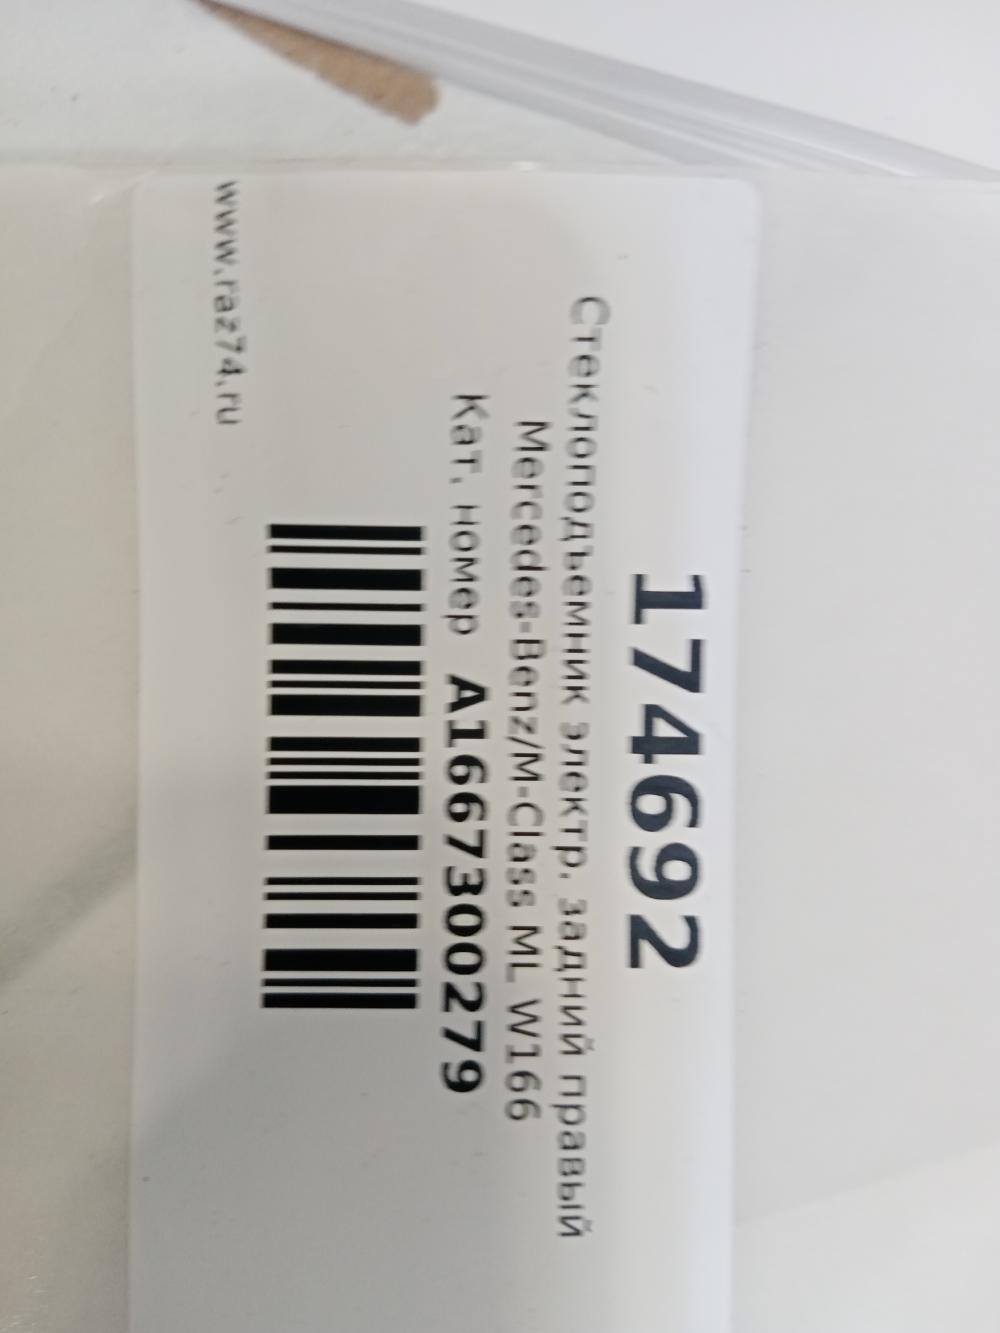 174692
Стеклоподъемник электр. задний правый
Mercedes-Benz/M-Class ML W166
Кат. номер A1667300279
www.raz74.ru